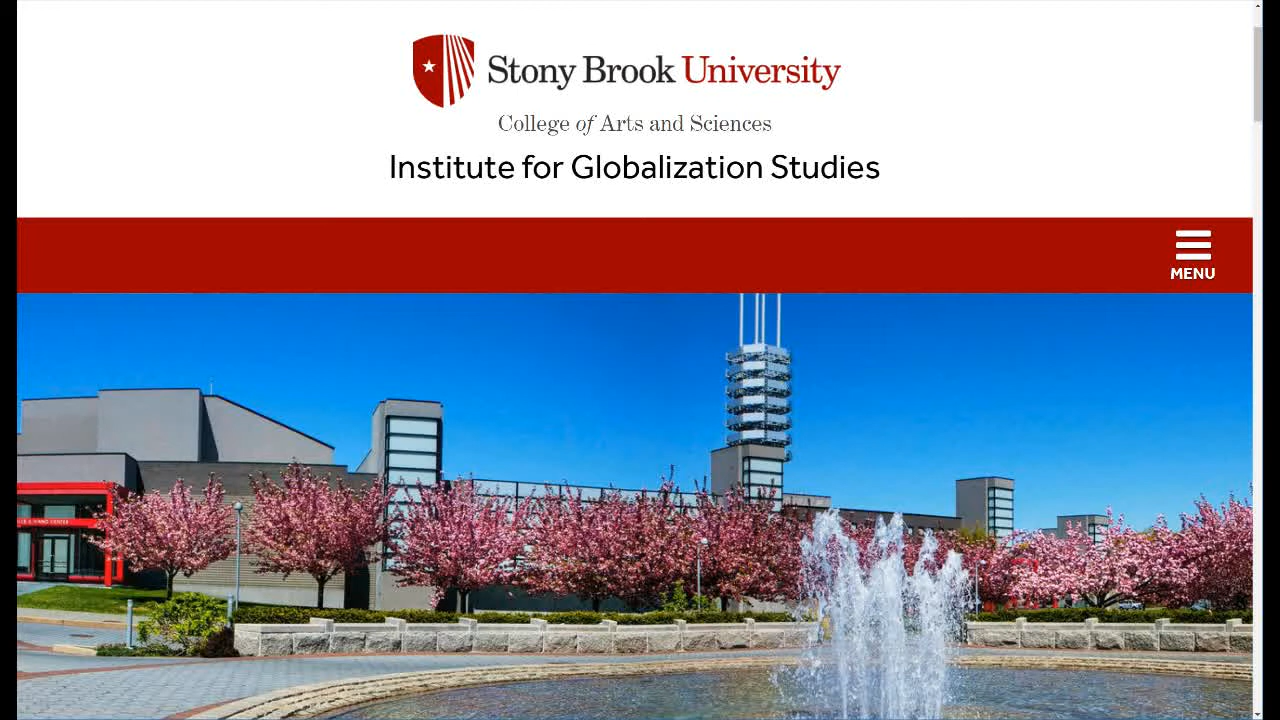 Stony Brook University
College of Arts and Sciences
Institute for Globalization Studies
MENU